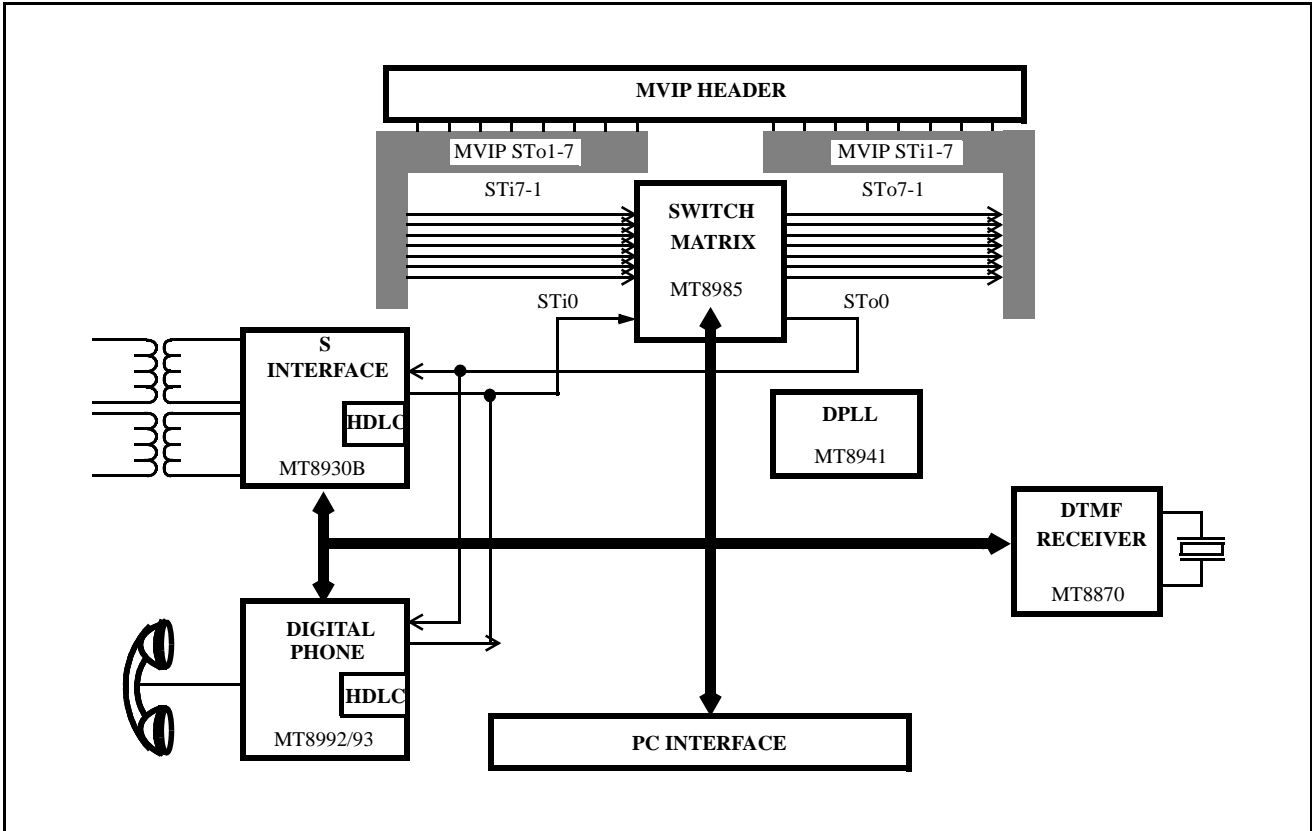 MVIP HEADER
MVIP STo1-7
MVIP STi1-7
STi7-1
STo7-1
SWITCH
MATRIX
MT8985
STi0
STo0
S
INTERFACE
HDLC
MT8930B
DPLL
MT8941
DTMF
RECEIVER
MT8870
DIGITAL
PHONE
HDLC
MT8992/93
PC INTERFACE